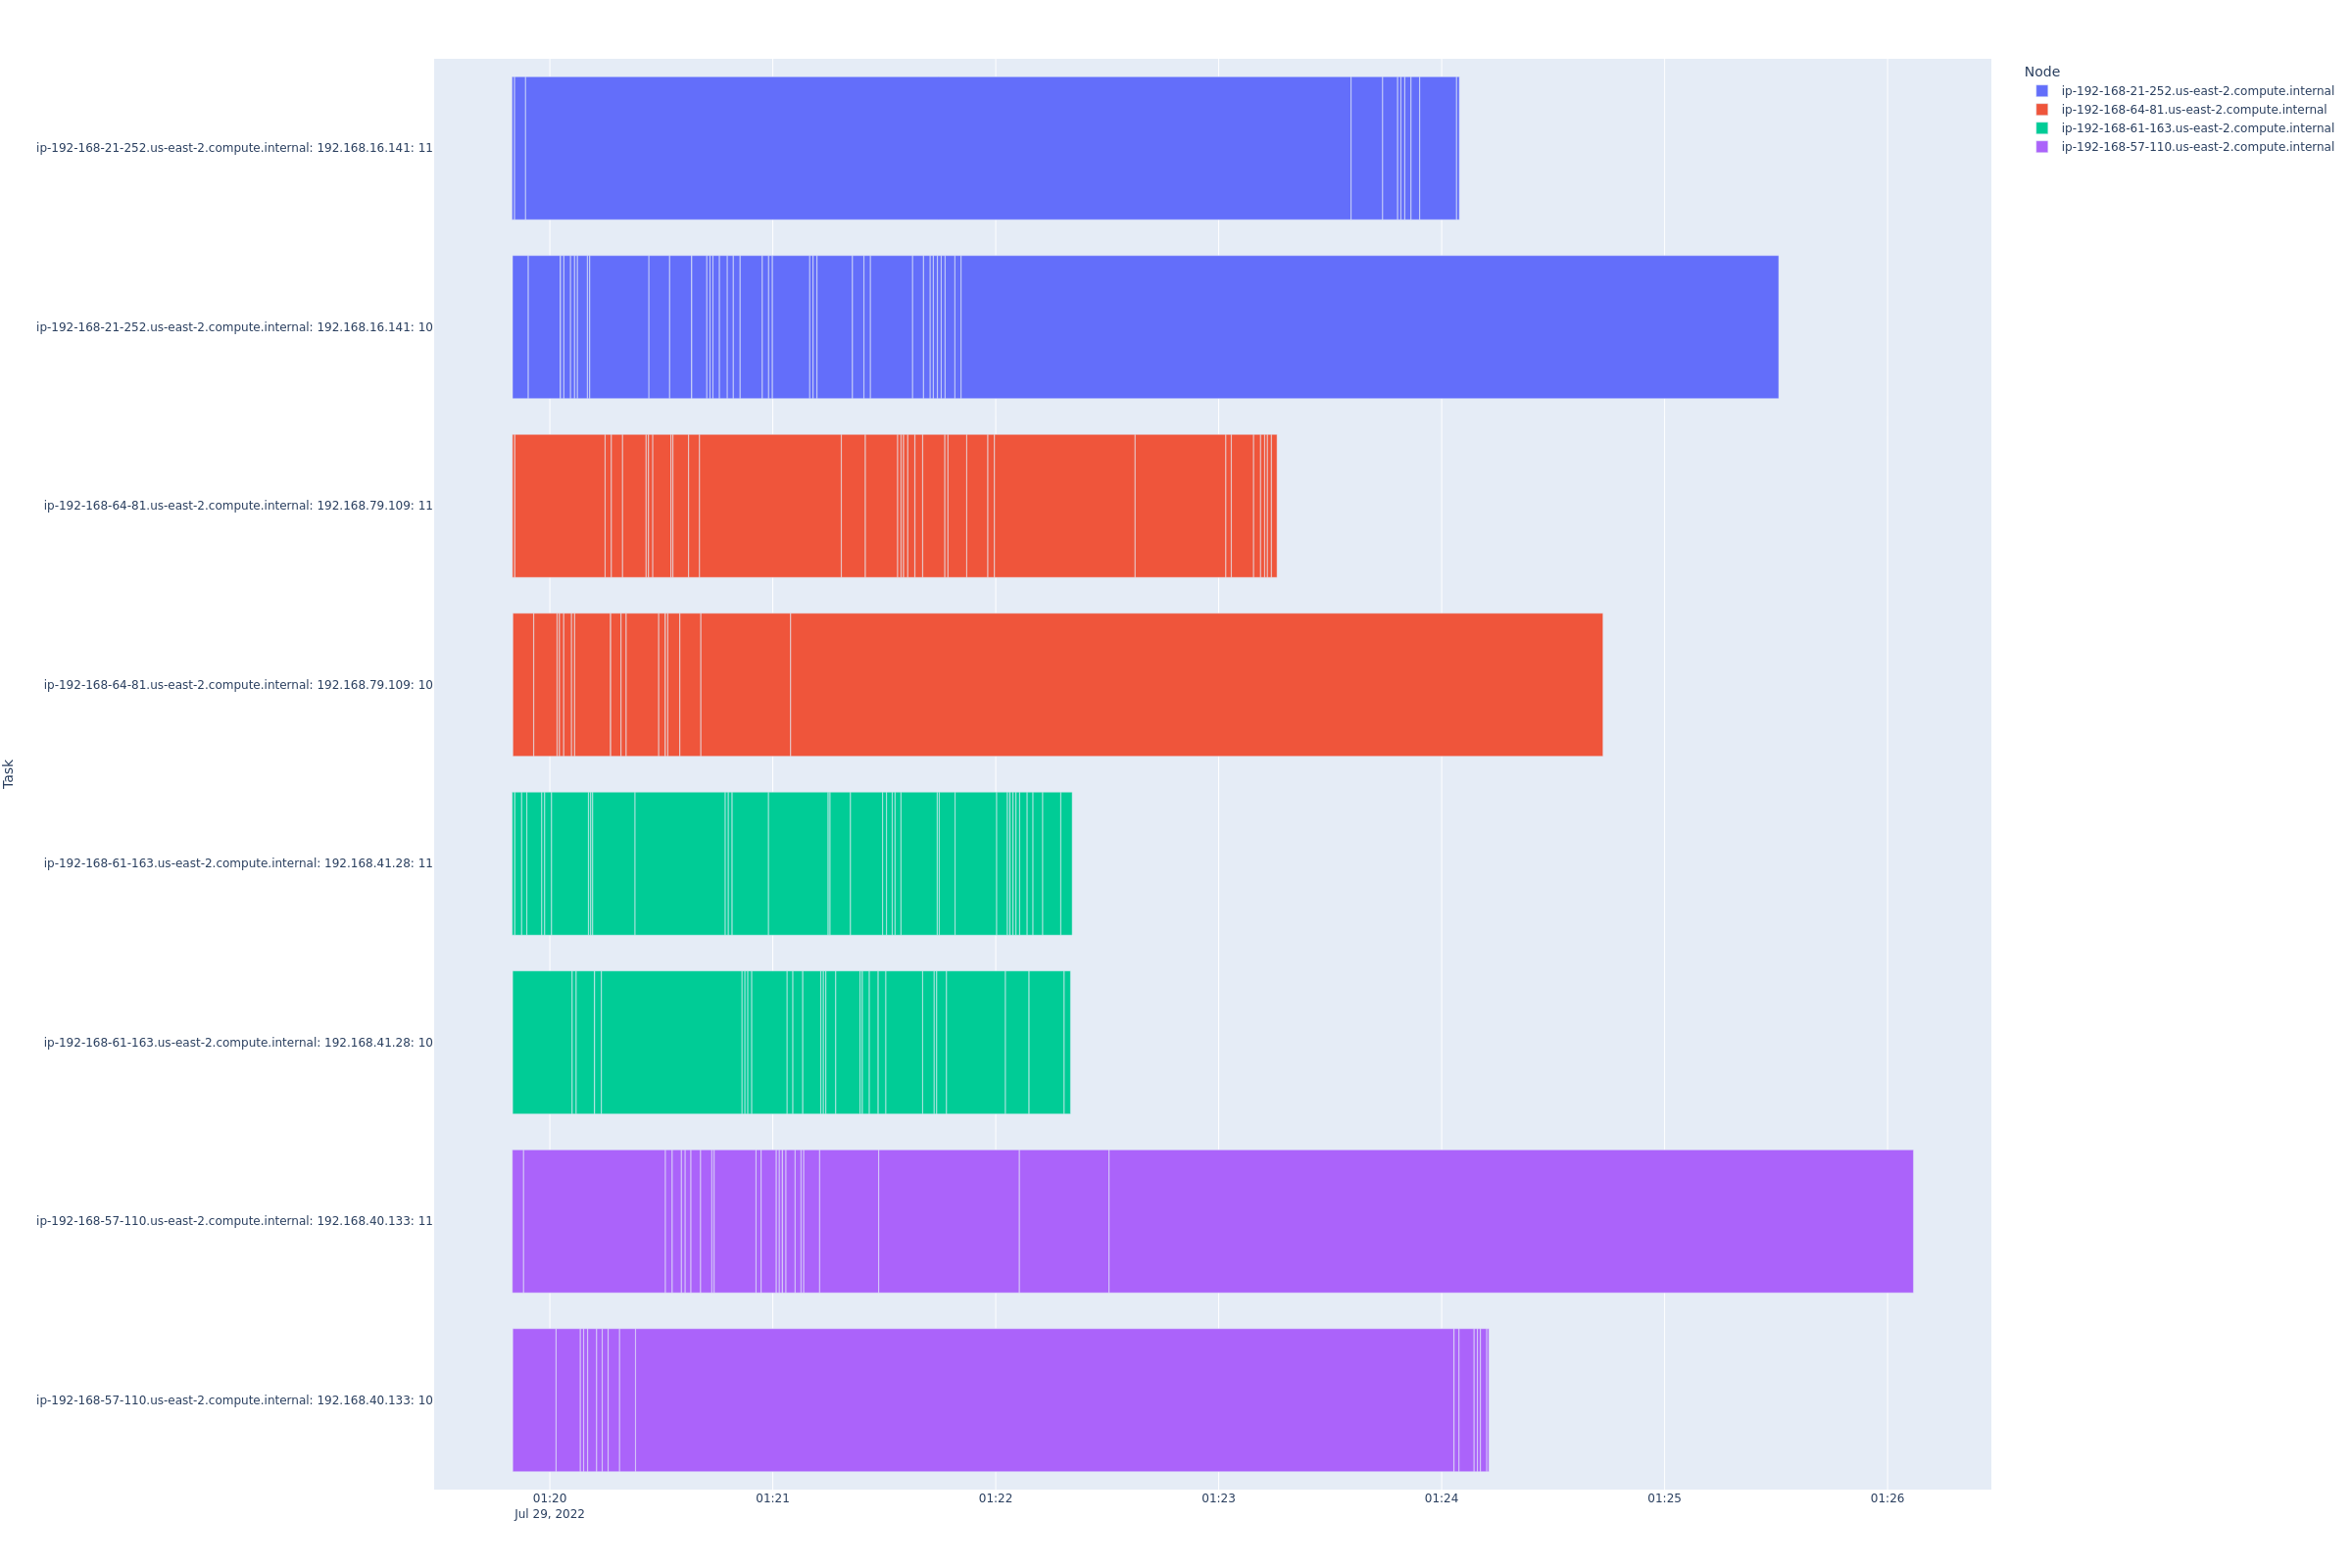 Node
ip-192-168-21-252.us-east-2.compute.internal
ip-192-168-64-81.us-east-2.compute.internal
ip-192-168-61-163.us-east-2.compute.internal
ip-192-168-57-110.us-east-2.compute.internal
Task
ip-192-168-21-252.us-east-2.compute.internal: 192.168.16.141: 11
ip-192-168-21-252.us-east-2.compute.internal: 192.168.16.141: 10
ip-192-168-64-81.us-east-2.compute.internal: 192.168.79.109: 11
ip-192-168-64-81.us-east-2.compute.internal: 192.168.79.109: 10
ip-192-168-61-163.us-east-2.compute.internal: 192.168.41.28: 11
ip-192-168-61-163.us-east-2.compute.internal: 192.168.41.28: 10
ip-192-168-57-110.us-east-2.compute.internal: 192.168.40.133: 11
ip-192-168-57-110.us-east-2.compute.internal: 192.168.40.133: 10
01:20 01:21 01:22 01:23 01:24 01:25 01:26
Jul 29, 2022